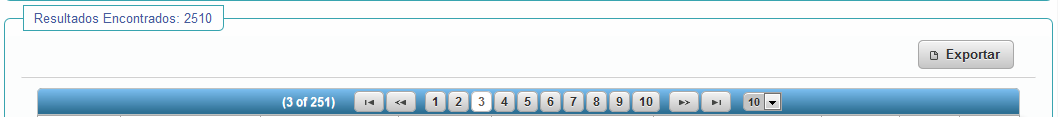 Resultados Encontrados: 2510
Exportar
(3 of 251) 1 2 3 4 5 6 7 8 9 10 10